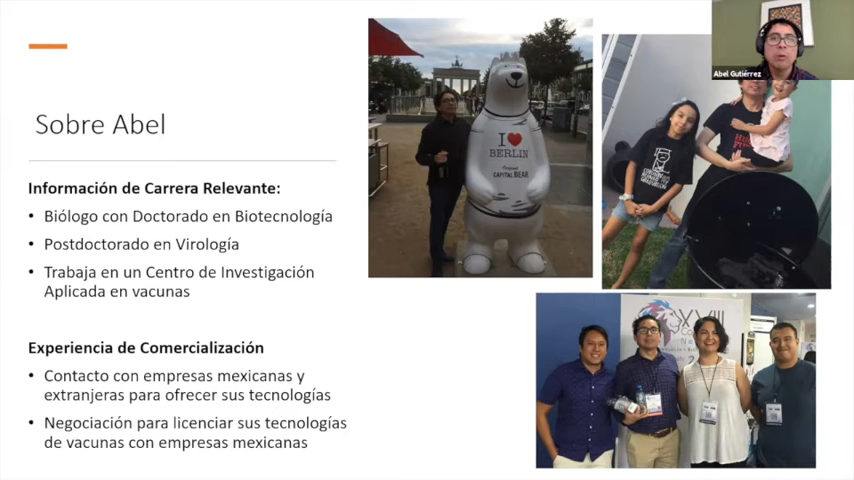 Sobre Abel
Información de Carrera Relevante:
• Biólogo con Doctorado en Biotecnología
• Postdoctorado en Virología
• Trabaja en un Centro de Investigación
Aplicada en vacunas
Experiencia de Comercialización
• Contacto con empresas mexicanas y
extranjeras para ofrecer sus tecnologías
• Negociación para licenciar sus tecnologías
de vacunas con empresas mexicanas
I ♥
BERLIN
CAPITAL BEAR
Abel Gutiérrez
XVIII